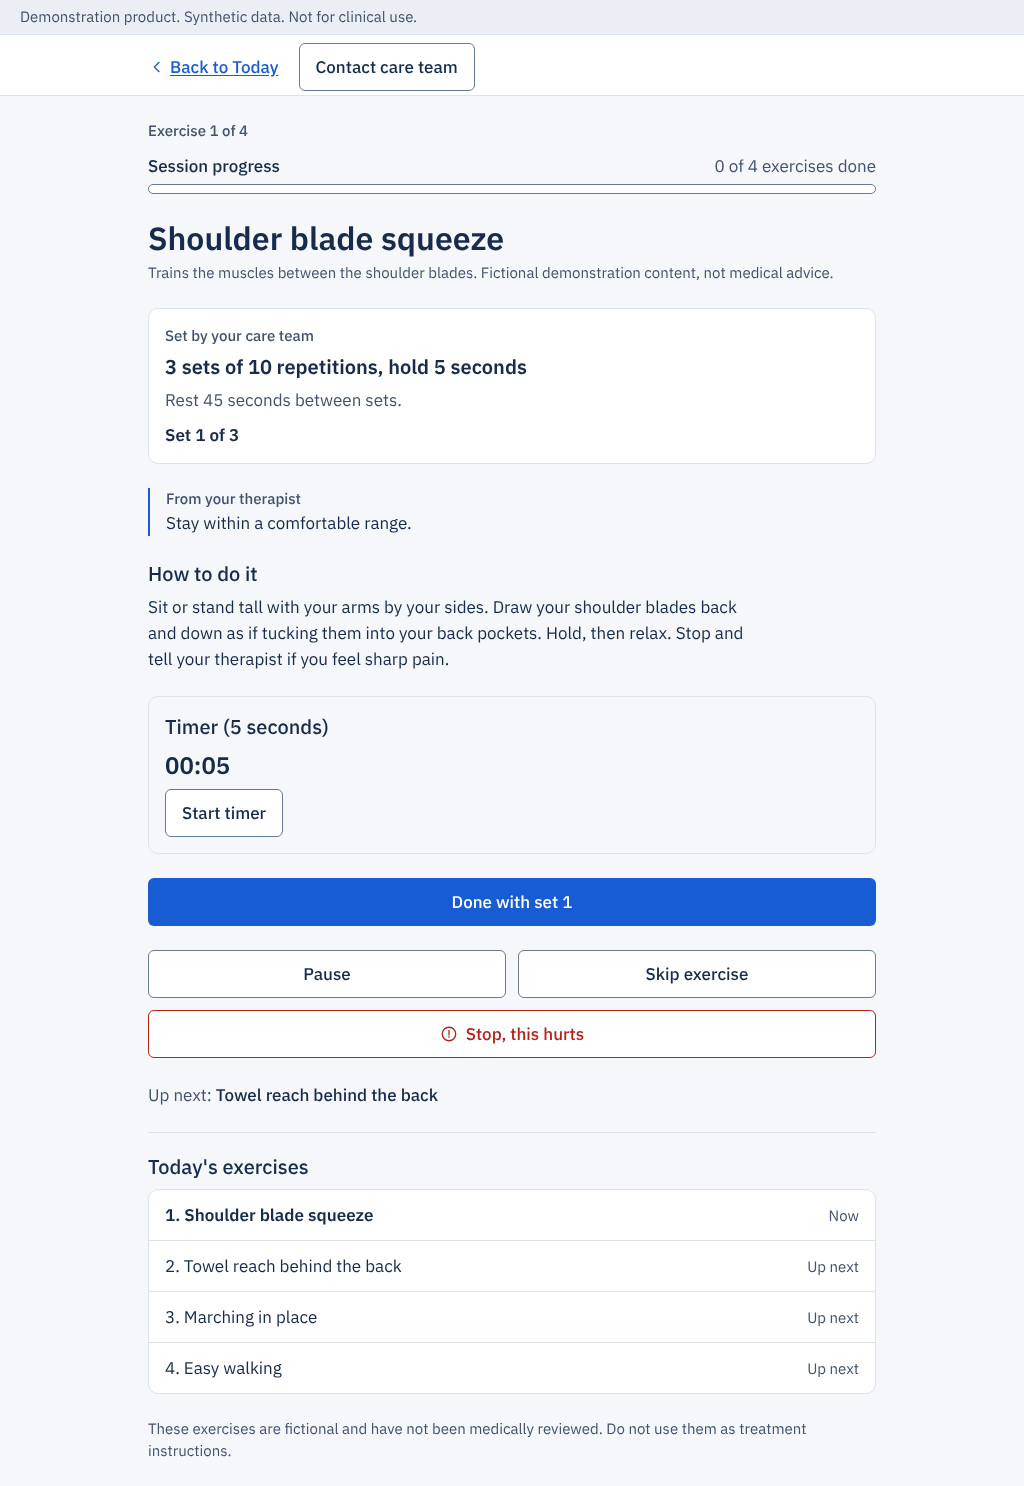 Demonstration product. Synthetic data. Not for clinical use.
Back to Today
Contact care team
Exercise 1 of 4
Session progress
0 of 4 exercises done
Shoulder blade squeeze
Trains the muscles between the shoulder blades. Fictional demonstration content, not medical advice.
Set by your care team
3 sets of 10 repetitions, hold 5 seconds
Rest 45 seconds between sets.
Set 1 of 3
From your therapist
Stay within a comfortable range.
How to do it
Sit or stand tall with your arms by your sides. Draw your shoulder blades back
and down as if tucking them into your back pockets. Hold, then relax. Stop and
tell your therapist if you feel sharp pain.
Timer (5 seconds)
00:05
Start timer
Done with set 1
Pause
Skip exercise
Stop, this hurts
Up next: Towel reach behind the back
Today's exercises
1. Shoulder blade squeeze
Now
2. Towel reach behind the back
Up next
3. Marching in place
Up next
4. Easy walking
Up next
These exercises are fictional and have not been medically reviewed. Do not use them as treatment
instructions.